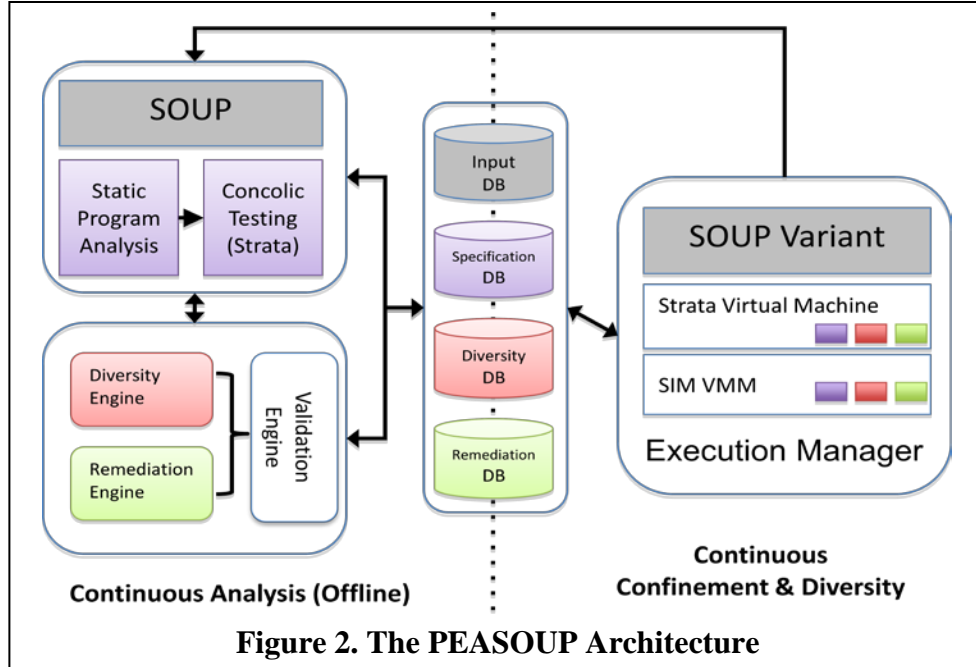 SOUP
Static
Program
Analysis
Concolic
Testing
(Strata)
Diversity
Engine
Remediation
Engine
Validation
Engine
Continuous Analysis (Offline)
Input
DB
Specification
DB
Diversity
DB
Remediation
DB
SOUP Variant
Strata Virtual Machine
SIM VMM
Execution Manager
Continuous
Confinement & Diversity
Figure 2. The PEASOUP Architecture